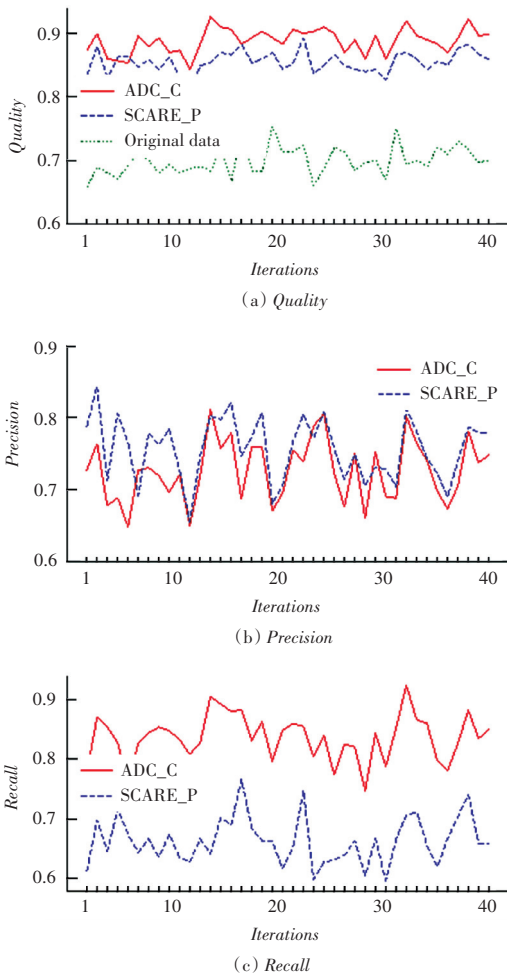 0.9
0.8
0.7
0.6
Quality
ADC_C
SCARE_P
Original data
1 10 20 30 40
Iterations
(a) Quality
0.9
0.8
0.7
0.6
Precision
ADC_C
SCARE_P
1 10 20 30 40
Iterations
(b) Precision
0.9
0.8
0.7
0.6
Recall
ADC_C
SCARE_P
1 10 20 30 40
Iterations
(c) Recall